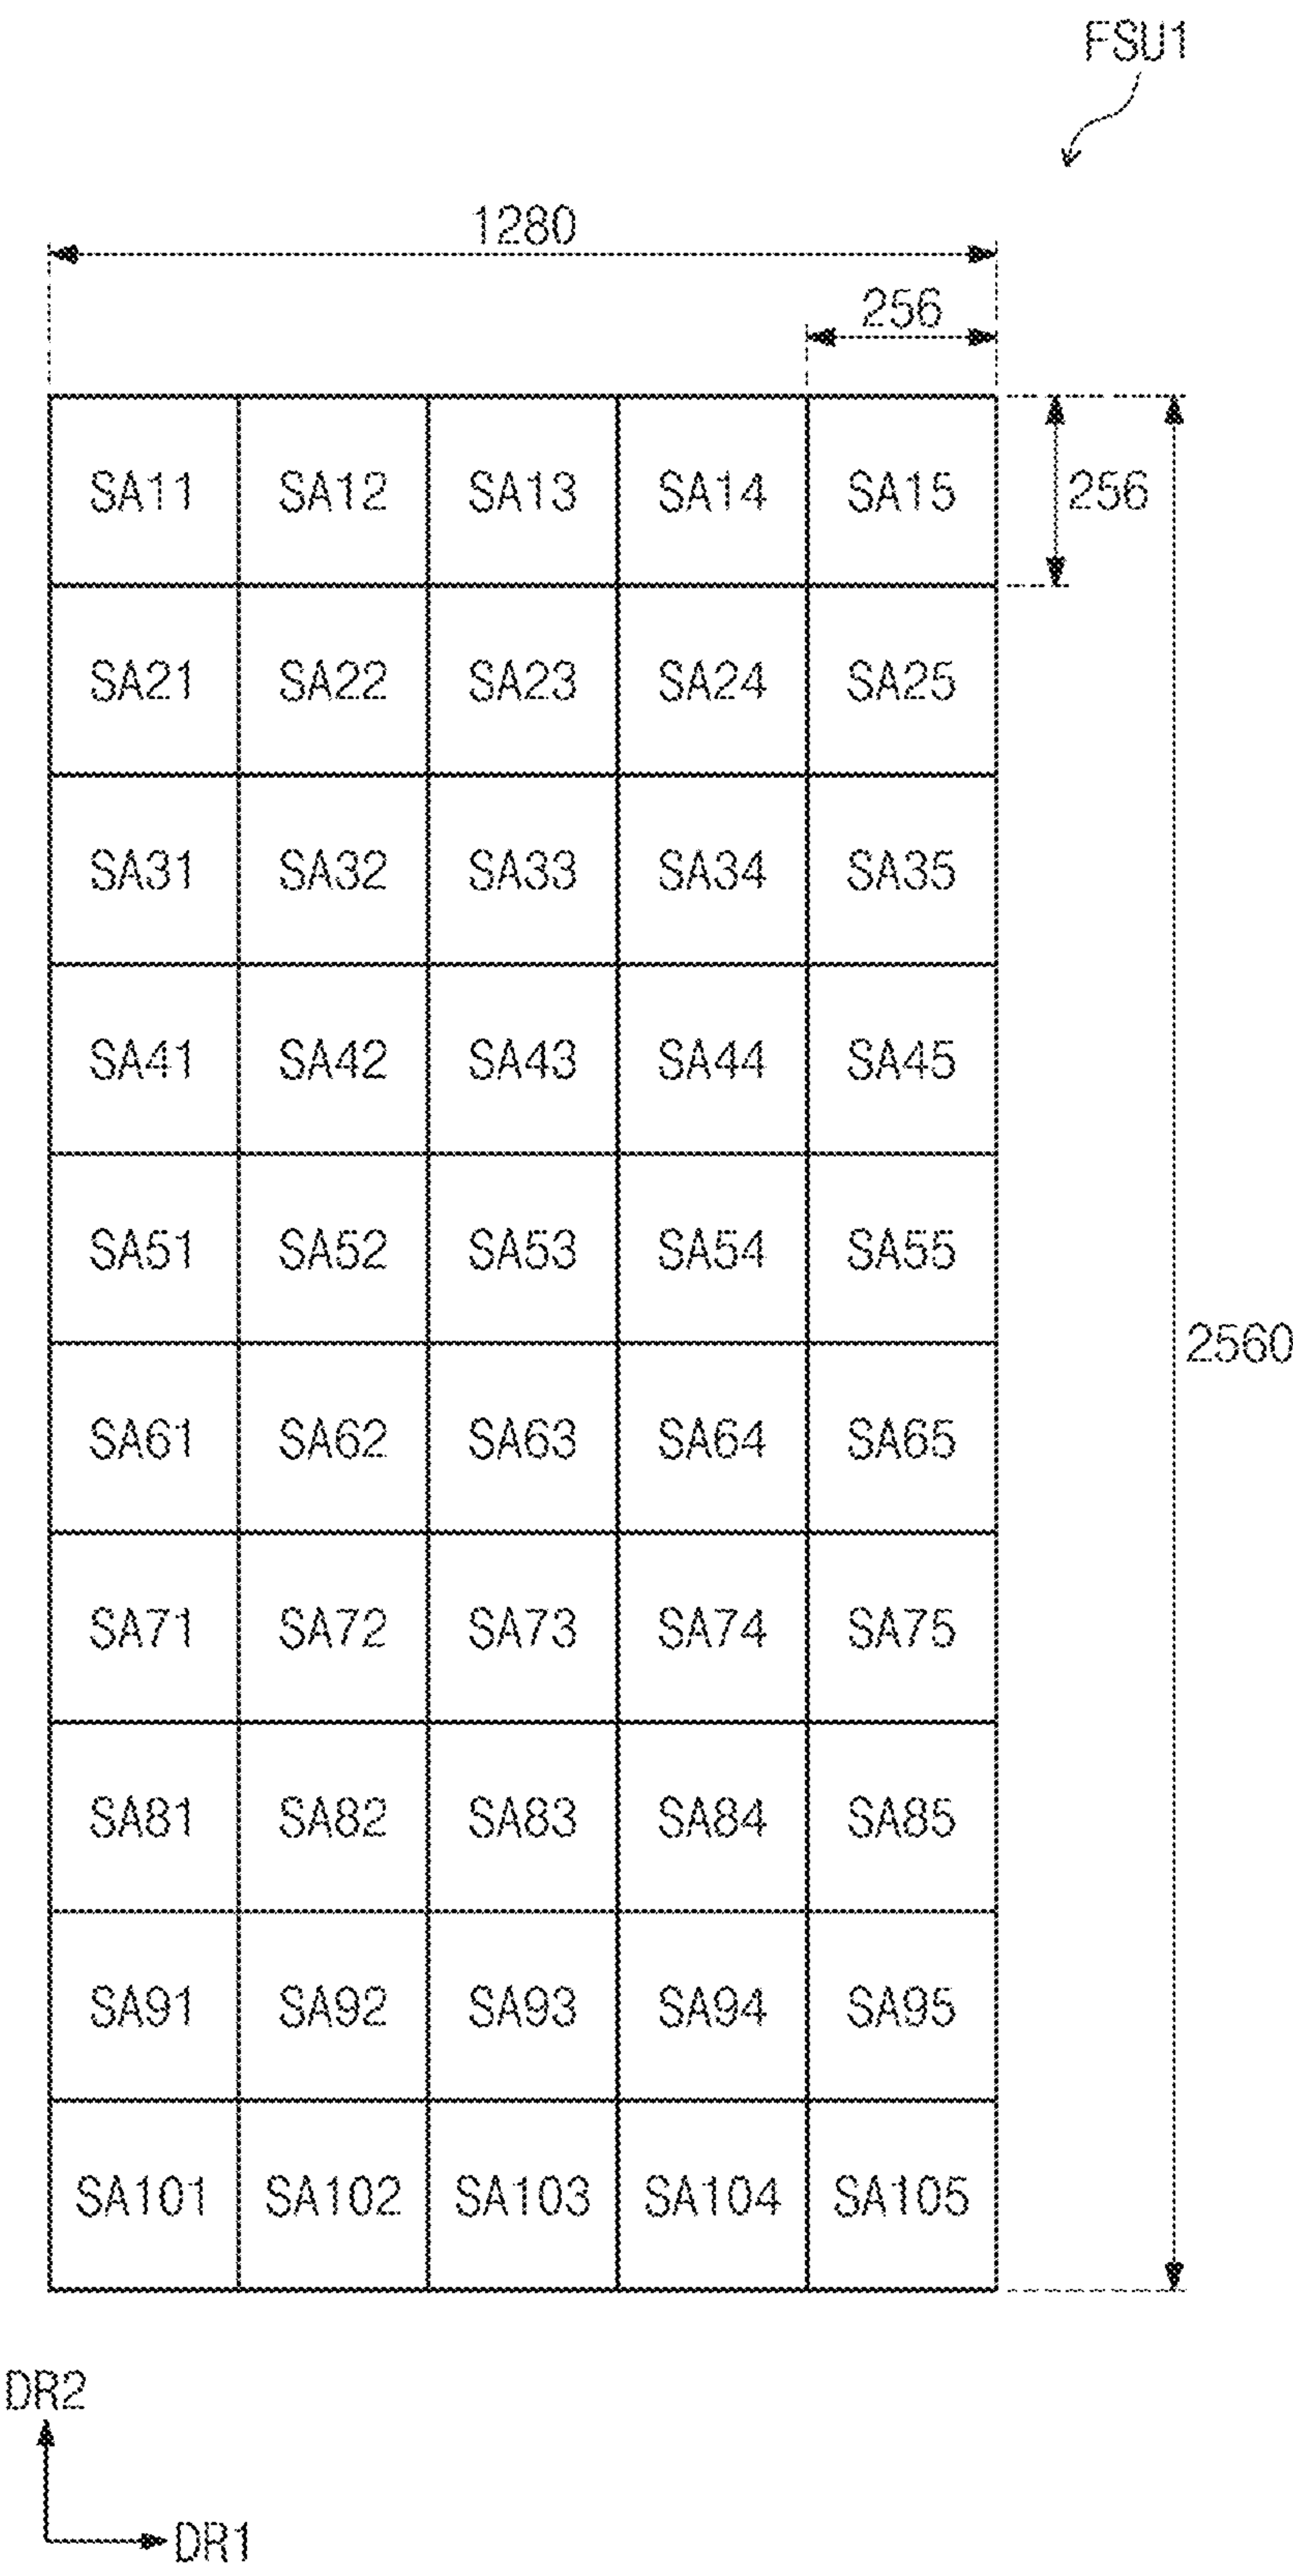 FSU1
1280
256
SA11 SA12 SA13 SA14 SA15 256
SA21 SA22 SA23 SA24 SA25
SA31 SA32 SA33 SA34 SA35
SA41 SA42 SA43 SA44 SA45
SA51 SA52 SA53 SA54 SA55
2560
SA61 SA62 SA63 SA64 SA65
SA71 SA72 SA73 SA74 SA75
SA81 SA82 SA83 SA84 SA85
SA91 SA92 SA93 SA94 SA95
SA101 SA102 SA103 SA104 SA105
DR2
DR1